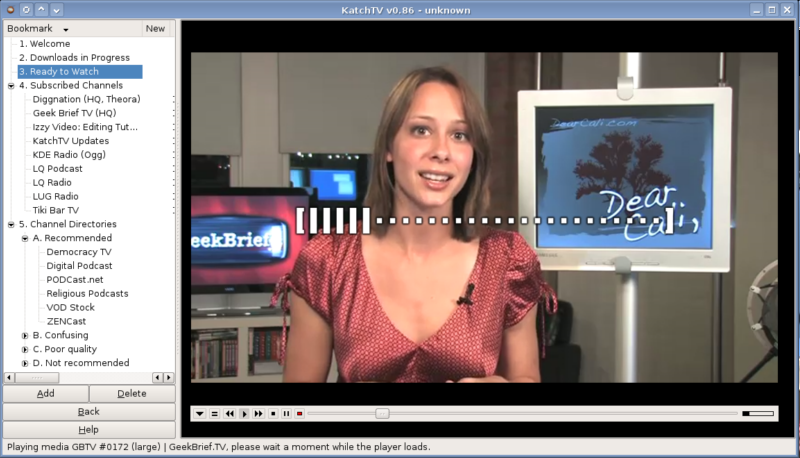 KatchTV v0.86 - unknown
Bookmark New
1. Welcome
2. Downloads in Progress
3. Ready to Watch
4. Subscribed Channels
Diggnation (HQ, Theora)
Geek Brief TV (HQ)
Izzy Video: Editing Tut...
KatchTV Updates
KDE Radio (Ogg)
LQ Podcast
LQ Radio
LUG Radio
Tiki Bar TV
5. Channel Directories
A. Recommended
Democracy TV
Digital Podcast
PODCast.net
Religious Podcasts
VOD Stock
ZENCast
B. Confusing
C. Poor quality
D. Not recommended
Add Delete
Back
Help
DearCali.com
Dear
Cali,
eekBrief
Playing media GBTV #0172 (large) | GeekBrief.TV, please wait a moment while the player loads.